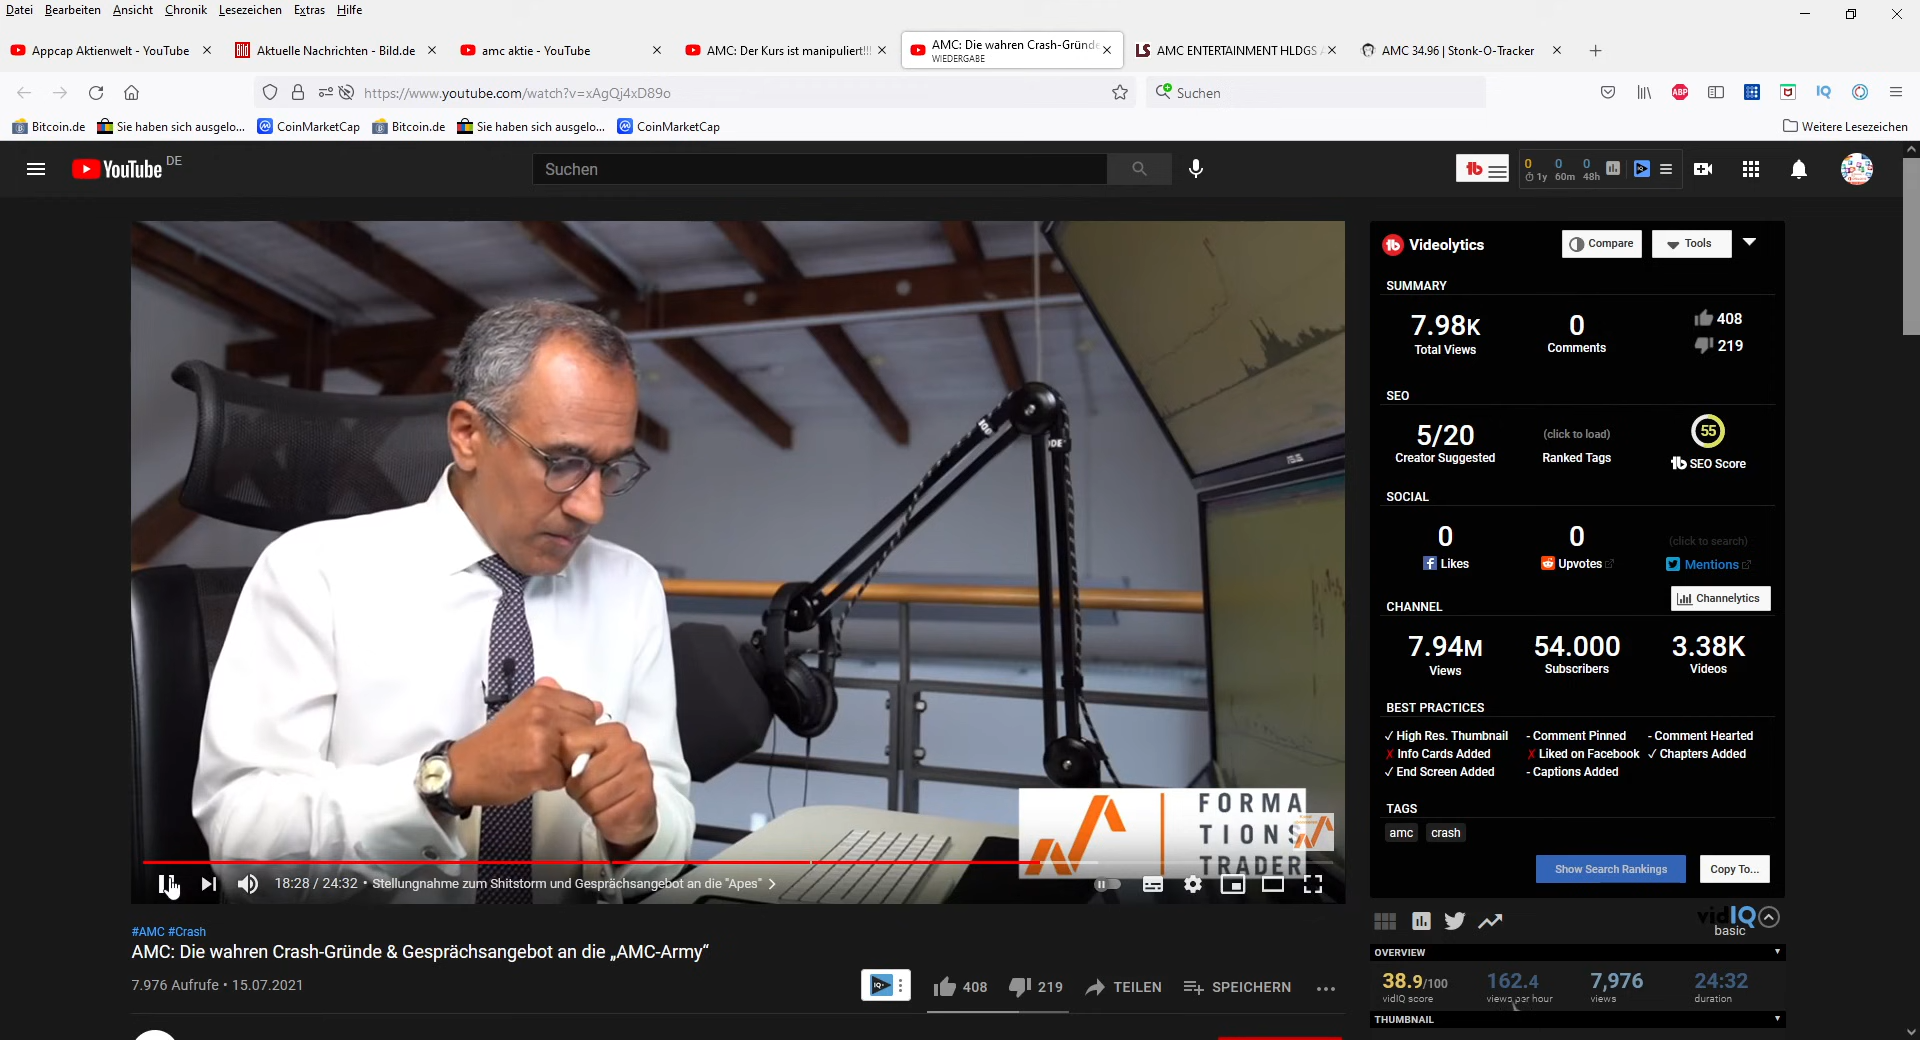 Datei Bearbeiten Ansicht Chronik Lesezeichen Extras Hilfe
Appcap Aktienwelt - YouTube
Aktuelle Nachrichten - Bild.de
amc aktie - YouTube
AMC: Der Kurs ist manipuliert!!!
AMC: Die wahren Crash-Gründe
WIEDERGABE
AMC ENTERTAINMENT HLDGS
AMC 34.96 | Stonk-O-Tracker
https://www.youtube.com/watch?v=xAgQj4xD89o
Suchen
ABP
IQ
Bitcoin.de Sie haben sich ausgelo... CoinMarketCap Bitcoin.de Sie haben sich ausgelo... CoinMarketCap Weitere Lesezeichen
YouTube DE
Suchen
0 0 0
1y 60m 48h
Videolytics
Compare
Tools
SUMMARY
7.98K 0 408
Total Views Comments 219
SEO
5/20 (click to load) 55
Creator Suggested Ranked Tags SEO Score
SOCIAL
0 0 (click to search)
Likes Upvotes Mentions
Channelytics
CHANNEL
7.94M 54.000 3.38K
Views Subscribers Videos
BEST PRACTICES
✓ High Res. Thumbnail - Comment Pinned - Comment Hearted
✗ Info Cards Added ✗ Liked on Facebook ✓ Chapters Added
✓ End Screen Added - Captions Added
TAGS
amc crash
Show Search Rankings Copy To...
FORMA
TIONS
TRADER
18:28 / 24:32 • Stellungnahme zum Shitstorm und Gesprächsangebot an die "Apes"
#AMC #Crash
AMC: Die wahren Crash-Gründe & Gesprächsangebot an die „AMC-Army"
7.976 Aufrufe • 15.07.2021
408 219 TEILEN SPEICHERN
vidIQ
basic
OVERVIEW
38.9/100 162.4 7,976 24:32
vidIQ score views per hour views duration
THUMBNAIL